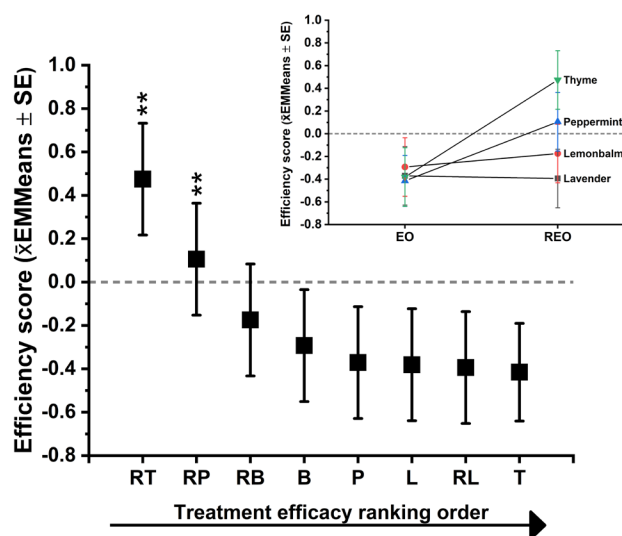 Efficiency score (x̄EMMeans ± SE)
1.0
0.8
0.6
0.4
0.2
0.0
-0.2
-0.4
-0.6
-0.8
**
**
RT RP RB B P L RL T
Treatment efficacy ranking order
Efficiency score (x̄EMMeans ± SE)
1.0
0.8
0.6
0.4
0.2
0.0
-0.2
-0.4
-0.6
-0.8
Thyme
Peppermint
Lemonbalm
Lavender
EO REO